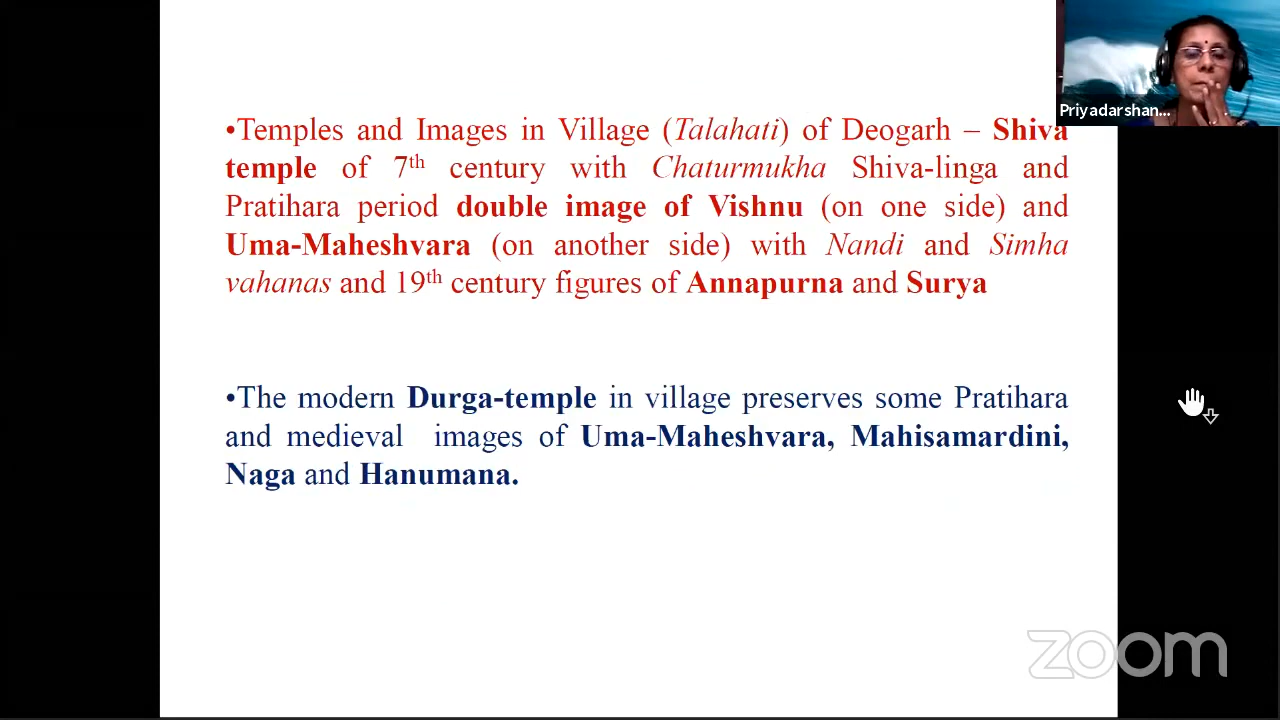 Priyadarshan...
•Temples and Images in Village (Talahati) of Deogarh – Shiva
temple of 7th century with Chaturmukha Shiva-linga and
Pratihara period double image of Vishnu (on one side) and
Uma-Maheshvara (on another side) with Nandi and Simha
vahanas and 19th century figures of Annapurna and Surya
•The modern Durga-temple in village preserves some Pratihara
and medieval images of Uma-Maheshvara, Mahisamardini,
Naga and Hanumana.
zoom